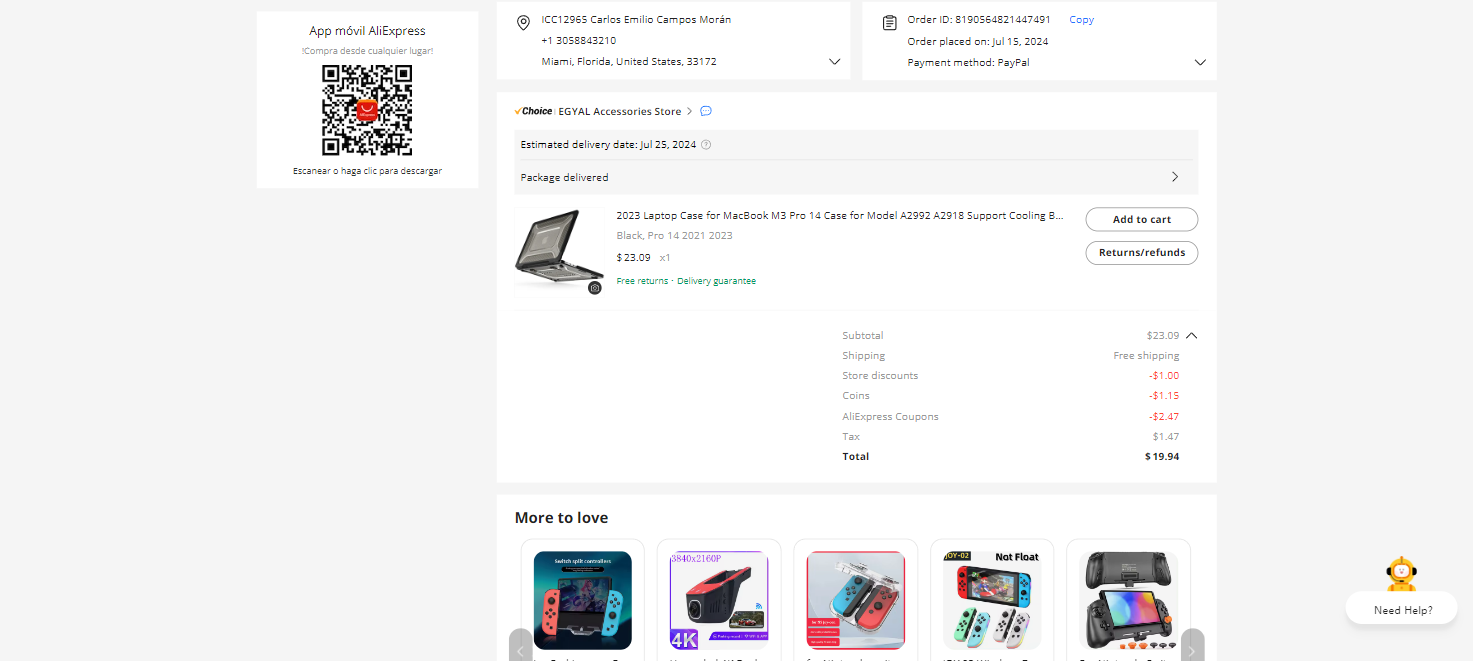 App móvil AliExpress
!Compra desde cualquier lugar!
Escanear o haga clic para descargar
ICC12965 Carlos Emilio Campos Morán
+1 3058843210
Miami, Florida, United States, 33172
Order ID: 8190564821447491 Copy
Order placed on: Jul 15, 2024
Payment method: PayPal
Choice EGYAL Accessories Store
Estimated delivery date: Jul 25, 2024
Package delivered
2023 Laptop Case for MacBook M3 Pro 14 Case for Model A2992 A2918 Support Cooling B...
Black, Pro 14 2021 2023
$23.09 x1
Free returns · Delivery guarantee
Add to cart
Returns/refunds
Subtotal $23.09
Shipping Free shipping
Store discounts -$1.00
Coins -$1.15
AliExpress Coupons -$2.47
Tax $1.47
Total $19.94
More to love
Switch split controllers
3840x2160P
4K
JOY-02
Not Float
Need Help?